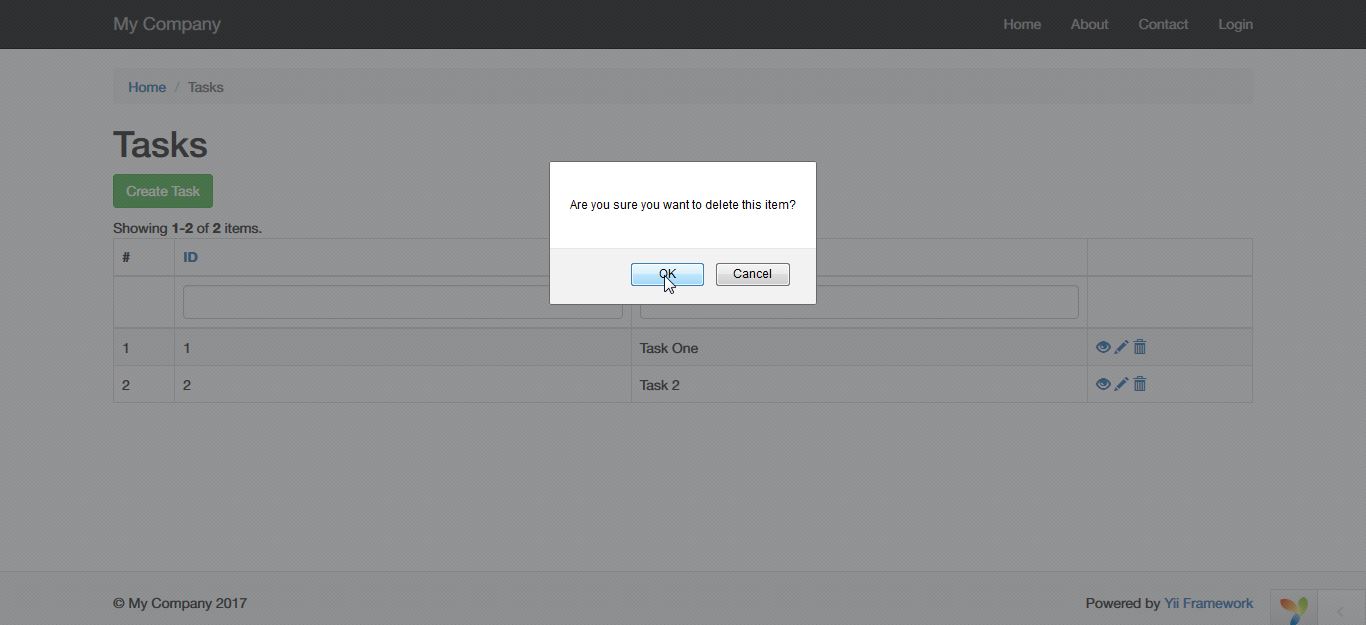 My Company Home About Contact Login
Home / Tasks
Tasks
Create Task
Showing 1-2 of 2 items.
# ID
1 1 Task One
2 2 Task 2
Are you sure you want to delete this item?
OK Cancel
© My Company 2017 Powered by Yii Framework